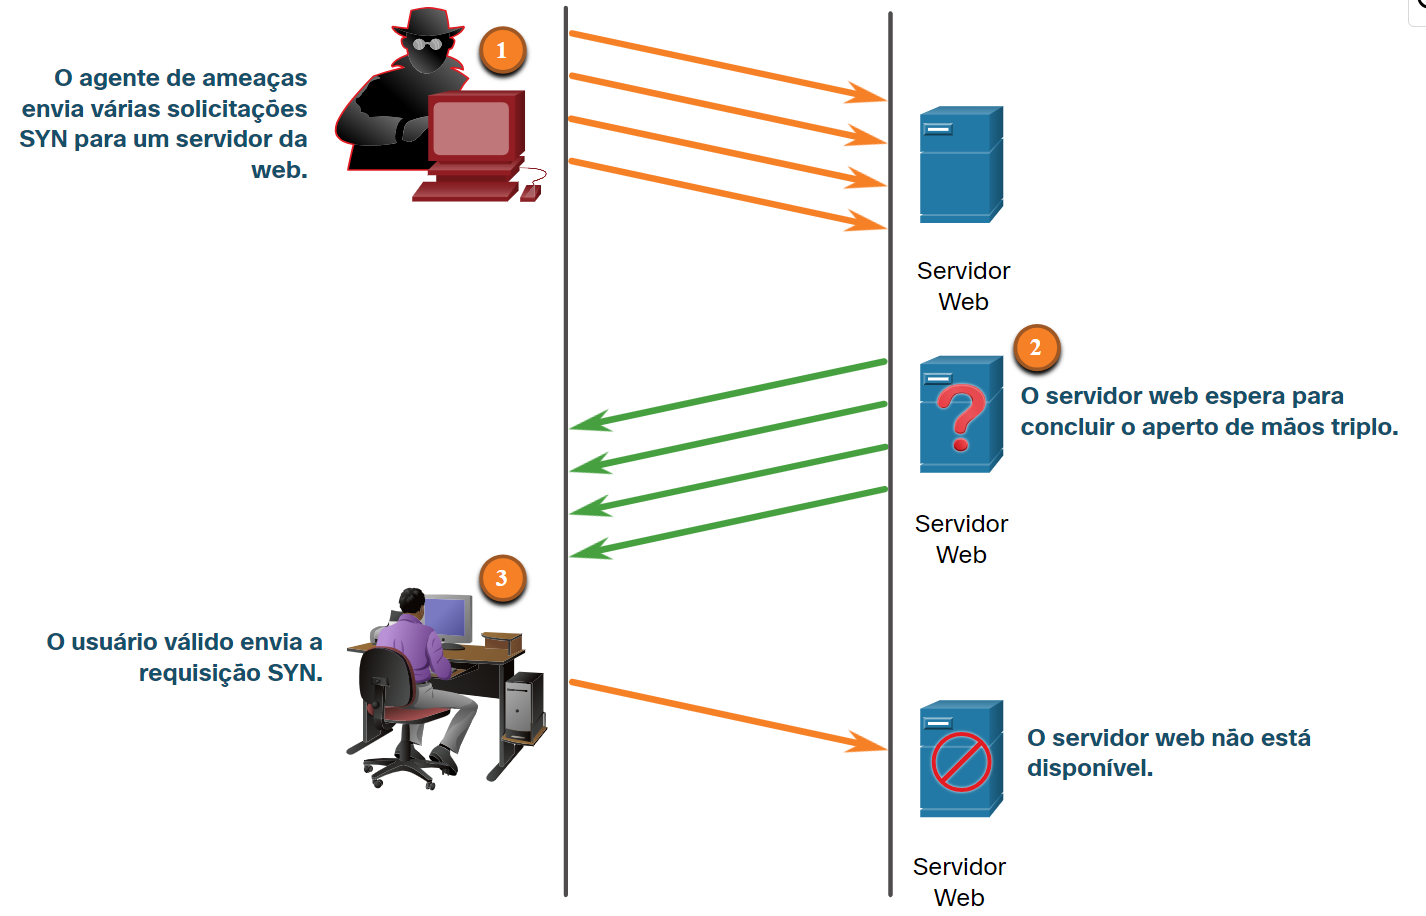 1
O agente de ameaças
envia várias solicitações
SYN para um servidor da
web.
Servidor
Web
2
O servidor web espera para
concluir o aperto de mãos triplo.
Servidor
Web
3
O usuário válido envia a
requisição SYN.
O servidor web não está
disponível.
Servidor
Web